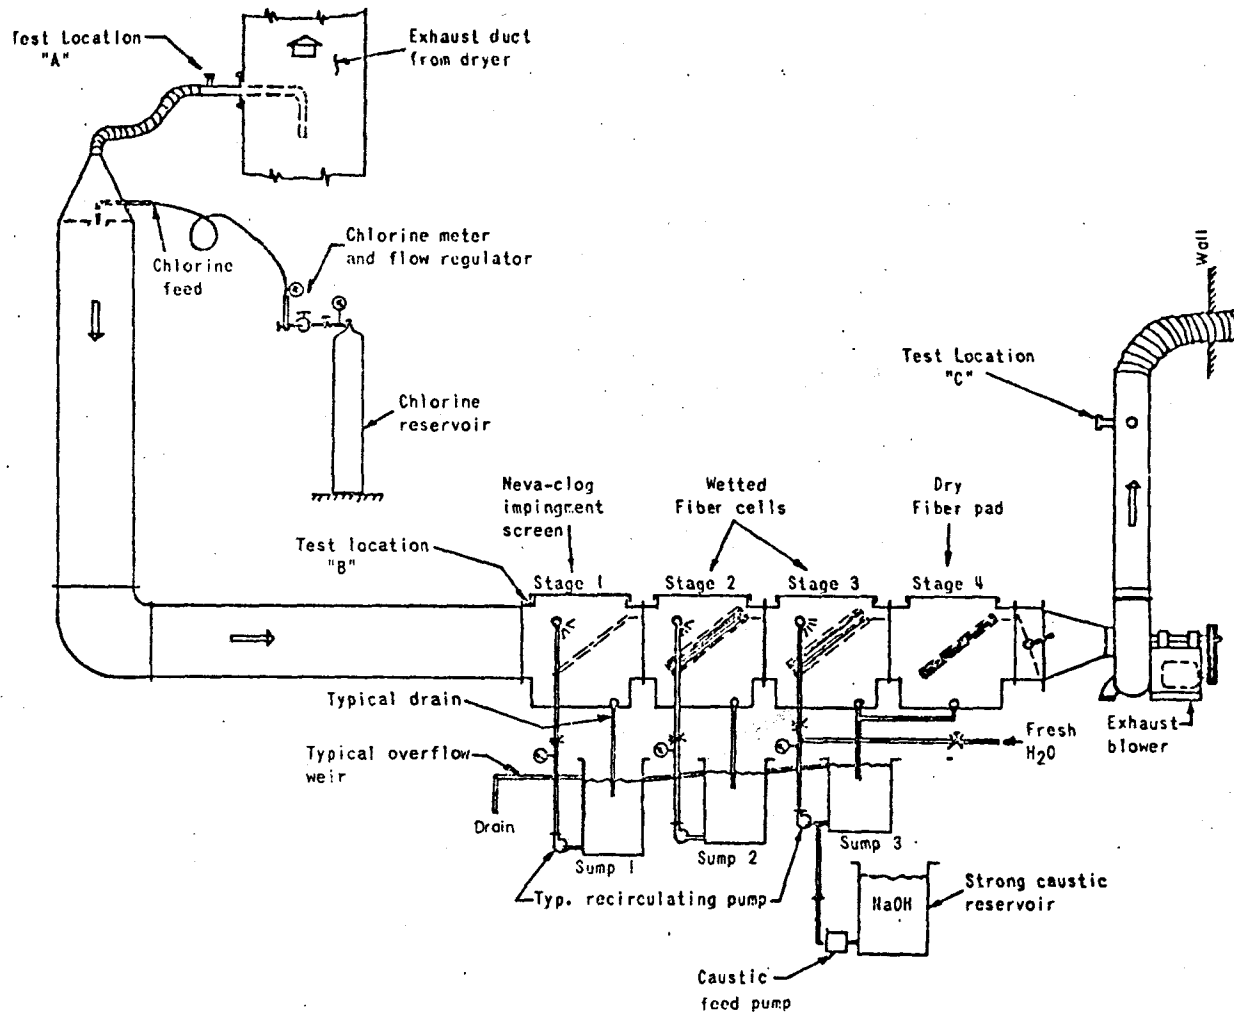 Test Location
"A"
Exhaust duct
from dryer
Chlorine
feed
Chlorine meter
and flow regulator
Chlorine
reservoir
Wall
Test Location
"C"
Neva-clog
impingment
screen
Wetted
Fiber cells
Dry
Fiber pad
Test location
"B"
Stage 1
Stage 2
Stage 3
Stage 4
Typical drain
Typical overflow
weir
Drain
Fresh
H2O
Exhaust
blower
Sump 1
Sump 2
Sump 3
Typ. recirculating pump
NaOH
Strong caustic
reservoir
Caustic
feed pump